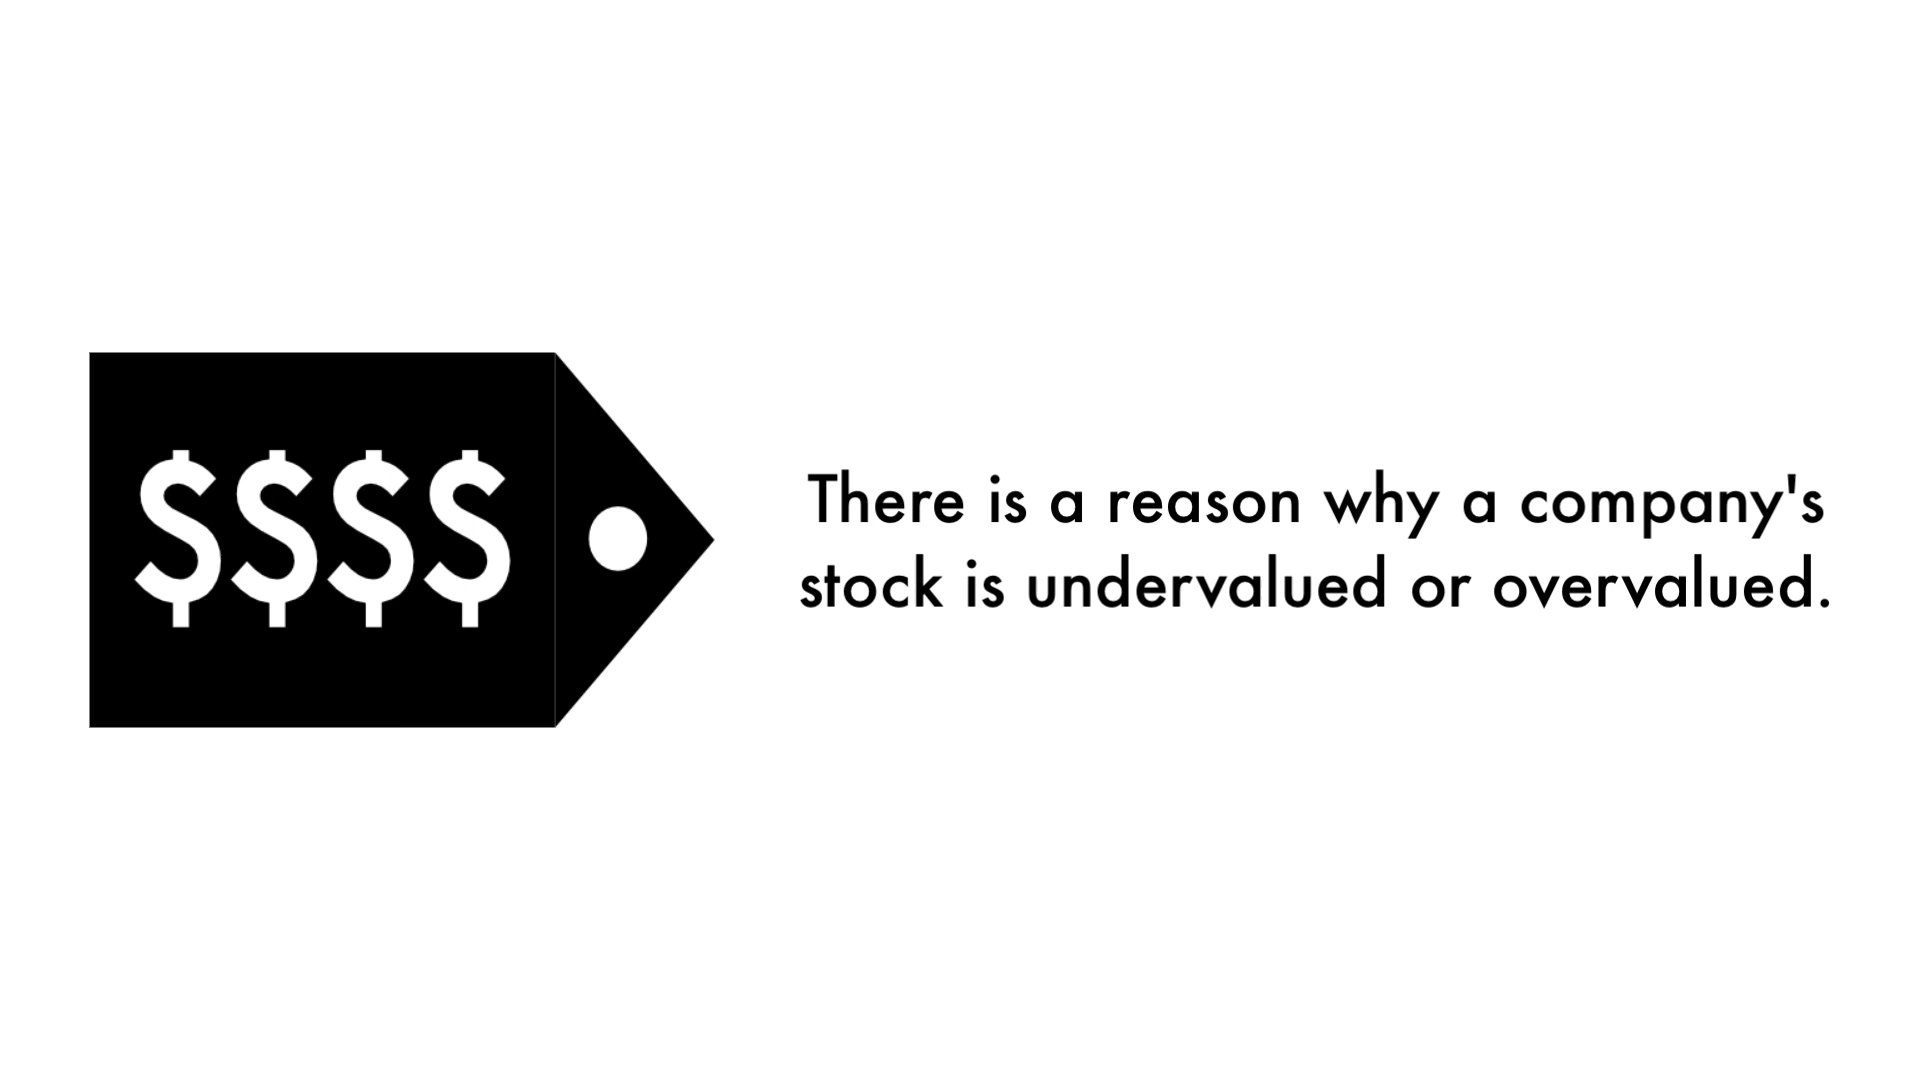 $$$$
There is a reason why a company's
stock is undervalued or overvalued.